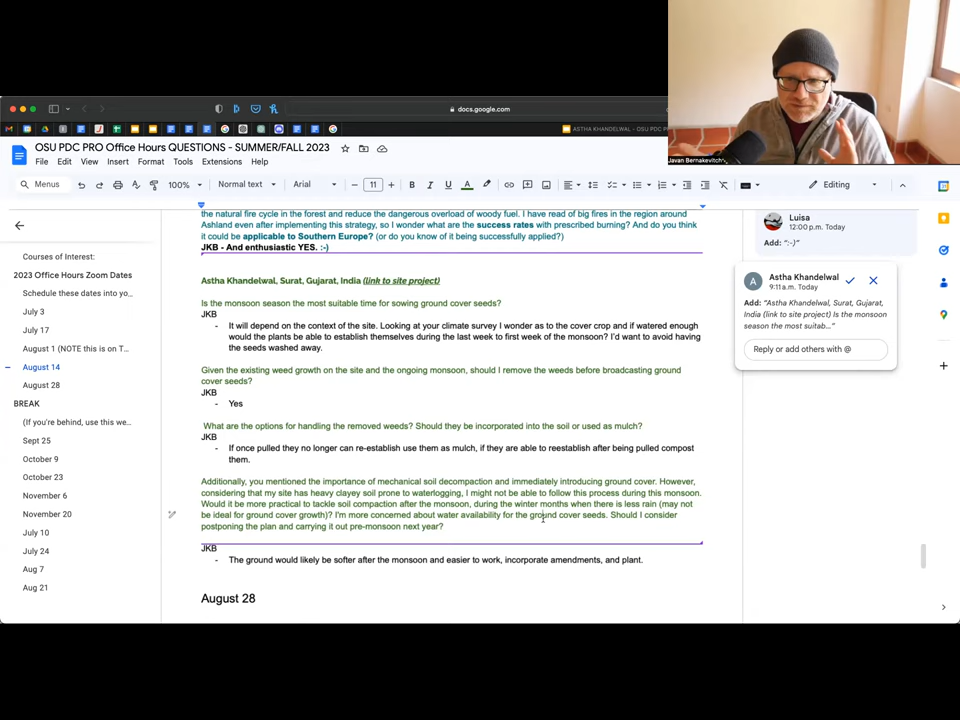 Javan Bernakevitch
docs.google.com
ASTHA KHANDELWAL - OSU PDC P
OSU PDC PRO Office Hours QUESTIONS - SUMMER/FALL 2023
File Edit View Insert Format Tools Extensions Help
Menus 100% Normal text Arial 11 B I U A Editing
Courses of Interest:
2023 Office Hours Zoom Dates
Schedule these dates into yo...
July 3
July 17
August 1 (NOTE this is on T...
August 14
August 28
BREAK
(If you're behind, use this we...
Sept 25
October 9
October 23
November 6
November 20
July 10
July 24
Aug 7
Aug 21
the natural fire cycle in the forest and reduce the dangerous overload of woody fuel. I have read of big fires in the region around
Ashland even after implementing this strategy, so I wonder what are the success rates with prescribed burning? And do you think
it could be applicable to Southern Europe? (or do you know of it being successfully applied?)
JKB - And enthusiastic YES. :-)
Astha Khandelwal, Surat, Gujarat, India (link to site project)
Is the monsoon season the most suitable time for sowing ground cover seeds?
JKB
- It will depend on the context of the site. Looking at your climate survey I wonder as to the cover crop and if watered enough
would the plants be able to establish themselves during the last week to first week of the monsoon? I'd want to avoid having
the seeds washed away.
Given the existing weed growth on the site and the ongoing monsoon, should I remove the weeds before broadcasting ground
cover seeds?
JKB
- Yes
What are the options for handling the removed weeds? Should they be incorporated into the soil or used as mulch?
JKB
- If once pulled they no longer can re-establish use them as mulch, if they are able to reestablish after being pulled compost
them.
Additionally, you mentioned the importance of mechanical soil decompaction and immediately introducing ground cover. However,
considering that my site has heavy clayey soil prone to waterlogging, I might not be able to follow this process during this monsoon.
Would it be more practical to tackle soil compaction after the monsoon, during the winter months when there is less rain (may not
be ideal for ground cover growth)? I'm more concerned about water availability for the ground cover seeds. Should I consider
postponing the plan and carrying it out pre-monsoon next year?
JKB
- The ground would likely be softer after the monsoon and easier to work, incorporate amendments, and plant.
August 28
Luisa
12:00 p.m. Today
Add: ":-)"
A
Astha Khandelwal
9:11 a.m. Today
Add: "Astha Khandelwal, Surat, Gujarat,
India (link to site project) Is the monsoon
season the most suitab..."
Reply or add others with @